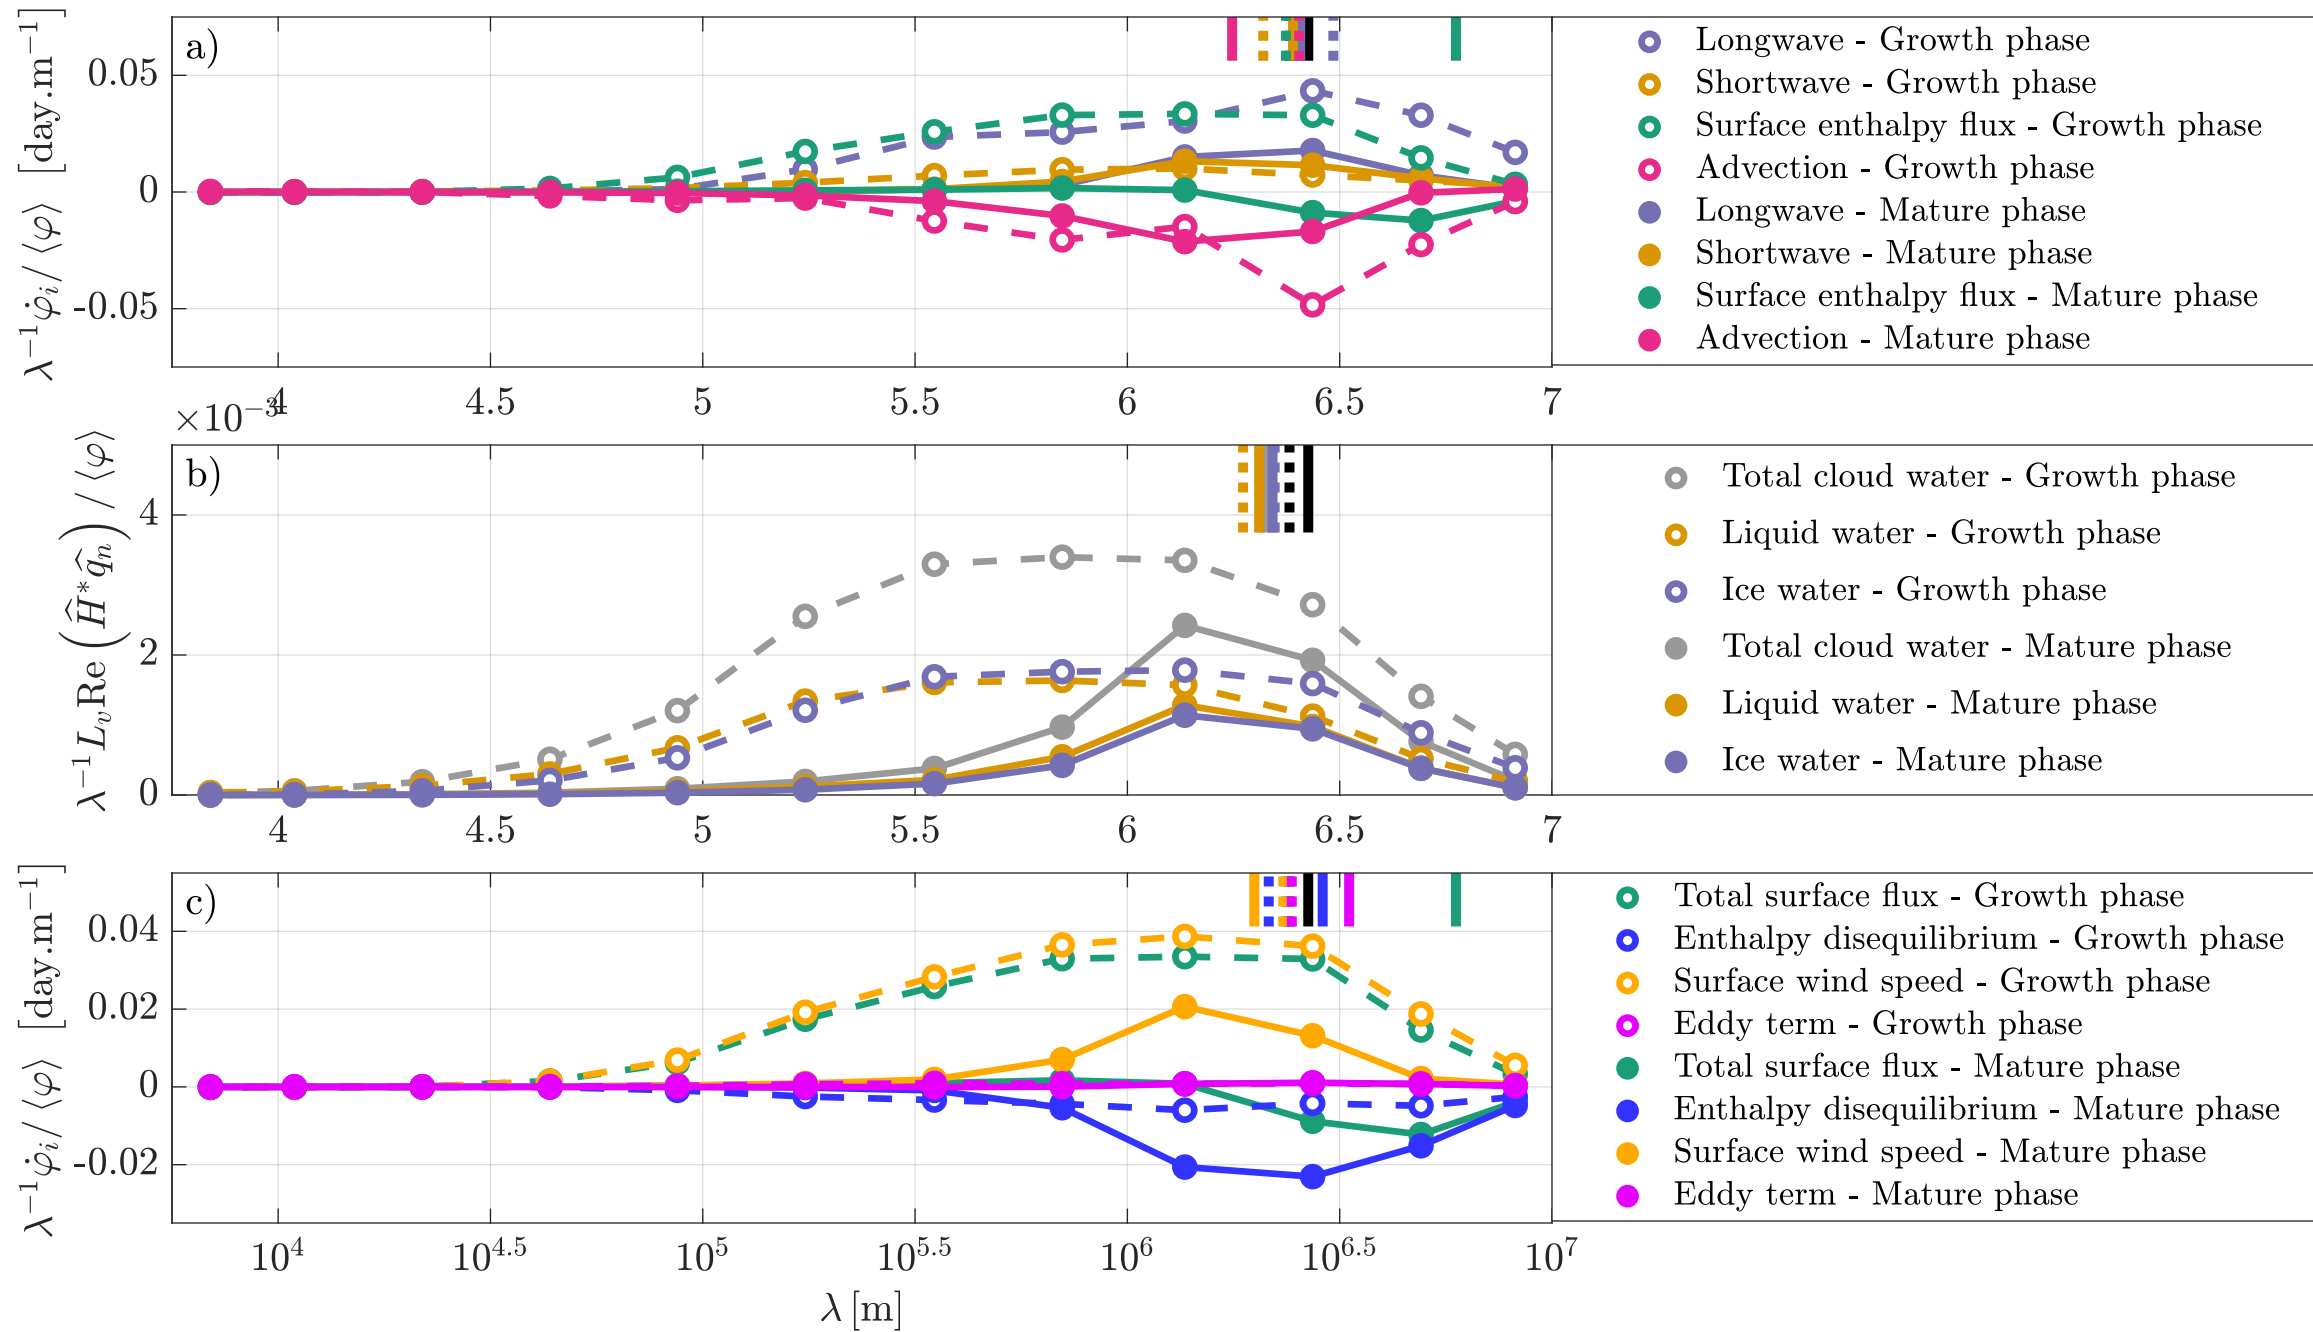 a)
0.05
0
-0.05
λ⁻¹φ̇ᵢ/⟨φ⟩ [day.m⁻¹]
4 4.5 5 5.5 6 6.5 7
Longwave - Growth phase
Shortwave - Growth phase
Surface enthalpy flux - Growth phase
Advection - Growth phase
Longwave - Mature phase
Shortwave - Mature phase
Surface enthalpy flux - Mature phase
Advection - Mature phase
×10⁻³
b)
4
2
0
λ⁻¹LᵥRe(Ĥ*q̂ₙ)/⟨φ⟩
4 4.5 5 5.5 6 6.5 7
Total cloud water - Growth phase
Liquid water - Growth phase
Ice water - Growth phase
Total cloud water - Mature phase
Liquid water - Mature phase
Ice water - Mature phase
c)
0.04
0.02
0
-0.02
λ⁻¹φ̇ᵢ/⟨φ⟩ [day.m⁻¹]
10⁴ 10⁴·⁵ 10⁵ 10⁵·⁵ 10⁶ 10⁶·⁵ 10⁷
λ [m]
Total surface flux - Growth phase
Enthalpy disequilibrium - Growth phase
Surface wind speed - Growth phase
Eddy term - Growth phase
Total surface flux - Mature phase
Enthalpy disequilibrium - Mature phase
Surface wind speed - Mature phase
Eddy term - Mature phase